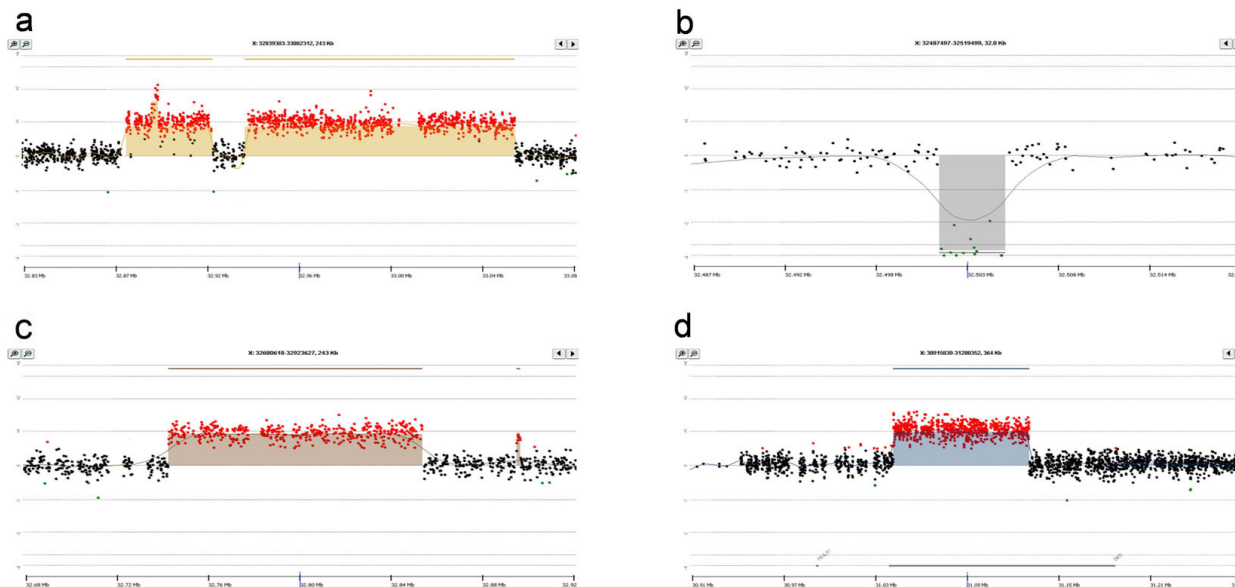 a
X: 32839303-33082312, 243 Kb
32.83 Mb 32.87 Mb 32.92 Mb 32.96 Mb 33.00 Mb 33.04 Mb 33.08
b
X: 32487497-32519499, 32.0 Kb
32.487 Mb 32.492 Mb 32.498 Mb 32.503 Mb 32.508 Mb 32.514 Mb 32.
c
X: 32680618-32923627, 243 Kb
32.68 Mb 32.72 Mb 32.76 Mb 32.80 Mb 32.84 Mb 32.88 Mb 32.92
d
X: 30915839-31280352, 364 Kb
30.91 Mb 30.97 Mb 31.03 Mb 31.09 Mb 31.15 Mb 31.21 Mb 31.